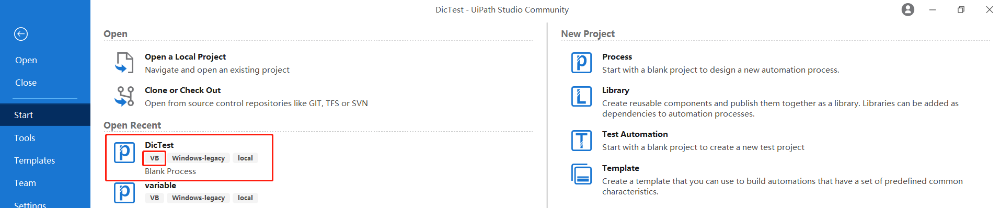 DicTest - UiPath Studio Community
Open
Close
Start
Tools
Templates
Team
Settings
Open
Open a Local Project
Navigate and open an existing project
Clone or Check Out
Open from source control repositories like GIT, TFS or SVN
Open Recent
DicTest
VB Windows-legacy local
Blank Process
variable
VB Windows-legacy local
New Project
Process
Start with a blank project to design a new automation process.
Library
Create reusable components and publish them together as a library. Libraries can be added as
dependencies to automation processes.
Test Automation
Start with a blank project to create a new test project
Template
Create a template that you can use to build automations that have a set of predefined common
characteristics.